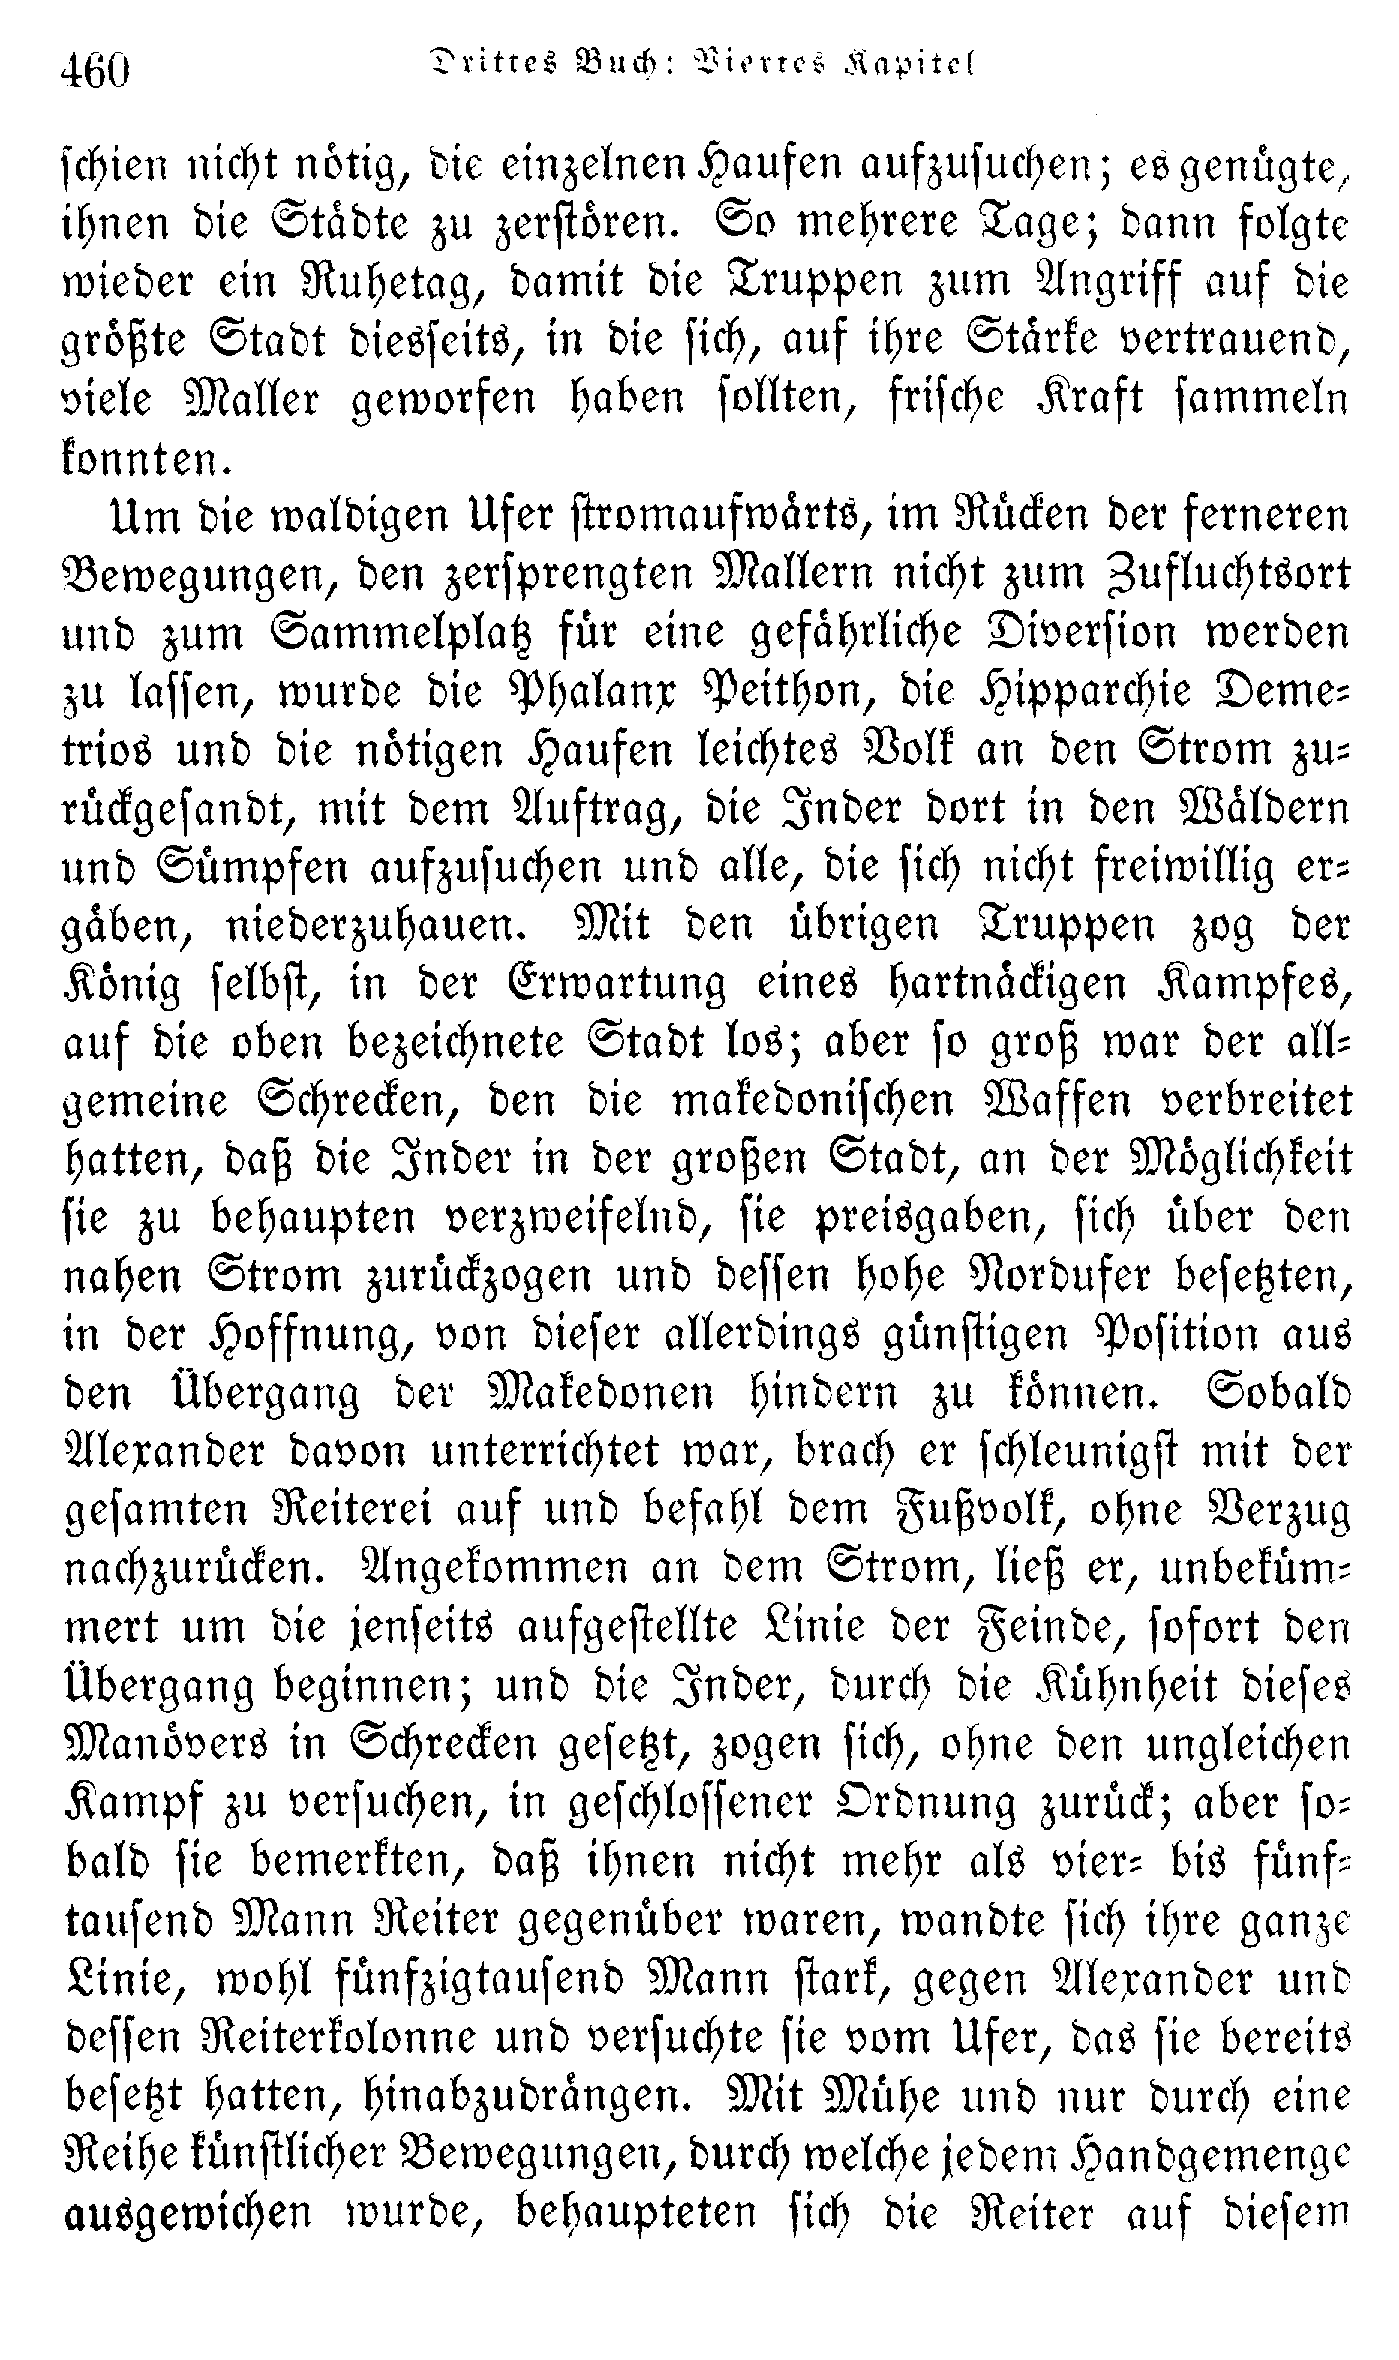 460
Drittes Buch: Viertes Kapitel
schien nicht nötig, die einzelnen Haufen aufzusuchen; es genügte,
ihnen die Städte zu zerstören. So mehrere Tage; dann folgte
wieder ein Ruhetag, damit die Truppen zum Angriff auf die
größte Stadt diesseits, in die sich, auf ihre Stärke vertrauend,
viele Maller geworfen haben sollten, frische Kraft sammeln
konnten.
Um die waldigen Ufer stromaufwärts, im Rücken der ferneren
Bewegungen, den zersprengten Mallern nicht zum Zufluchtsort
und zum Sammelplatz für eine gefährliche Diversion werden
zu lassen, wurde die Phalanx Peithon, die Hipparchie Deme-
trios und die nötigen Haufen leichtes Volk an den Strom zu-
rückgesandt, mit dem Auftrag, die Inder dort in den Wäldern
und Sümpfen aufzusuchen und alle, die sich nicht freiwillig er-
gäben, niederzuhauen. Mit den übrigen Truppen zog der
König selbst, in der Erwartung eines hartnäckigen Kampfes,
auf die oben bezeichnete Stadt los; aber so groß war der all-
gemeine Schrecken, den die makedonischen Waffen verbreitet
hatten, daß die Inder in der großen Stadt, an der Möglichkeit
sie zu behaupten verzweifelnd, sie preisgaben, sich über den
nahen Strom zurückzogen und dessen hohe Nordufer besetzten,
in der Hoffnung, von dieser allerdings günstigen Position aus
den Übergang der Makedonen hindern zu können. Sobald
Alexander davon unterrichtet war, brach er schleunigst mit der
gesamten Reiterei auf und befahl dem Fußvolk, ohne Verzug
nachzurücken. Angekommen an dem Strom, ließ er, unbeküm-
mert um die jenseits aufgestellte Linie der Feinde, sofort den
Übergang beginnen; und die Inder, durch die Kühnheit dieses
Manövers in Schrecken gesetzt, zogen sich, ohne den ungleichen
Kampf zu versuchen, in geschlossener Ordnung zurück; aber so-
bald sie bemerkten, daß ihnen nicht mehr als vier- bis fünf-
tausend Mann Reiter gegenüber waren, wandte sich ihre ganze
Linie, wohl fünfzigtausend Mann stark, gegen Alexander und
dessen Reiterkolonne und versuchte sie vom Ufer, das sie bereits
besetzt hatten, hinabzudrängen. Mit Mühe und nur durch eine
Reihe künstlicher Bewegungen, durch welche jedem Handgemenge
ausgewichen wurde, behaupteten sich die Reiter auf diesem